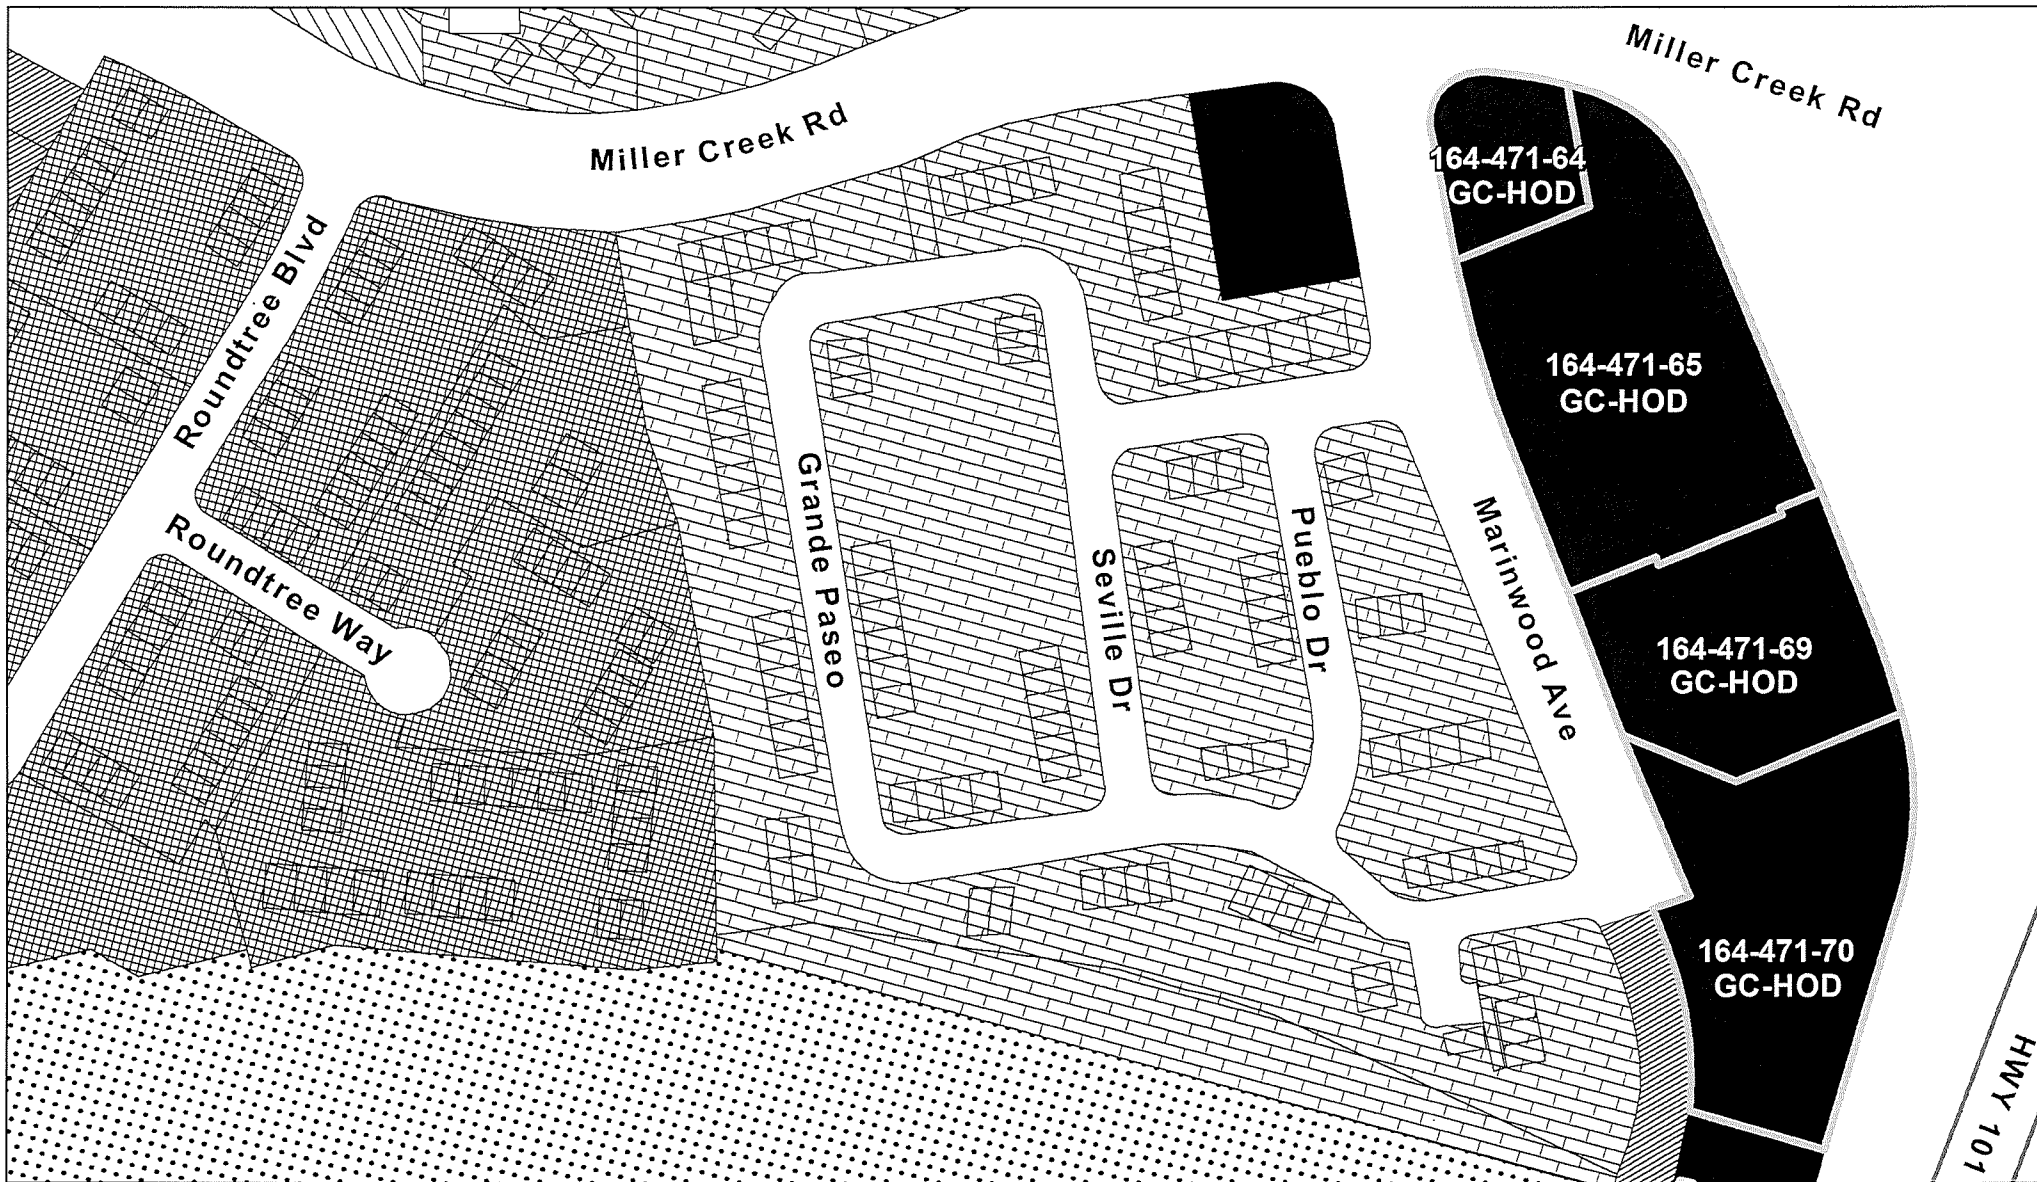 Miller Creek Rd
Miller Creek Rd
164-471-64
GC-HOD
Roundtree Blvd
164-471-65
GC-HOD
Grande Paseo
Seville Dr
Pueblo Dr
Marinwood Ave
Roundtree Way
164-471-69
GC-HOD
164-471-70
GC-HOD
HWY 101